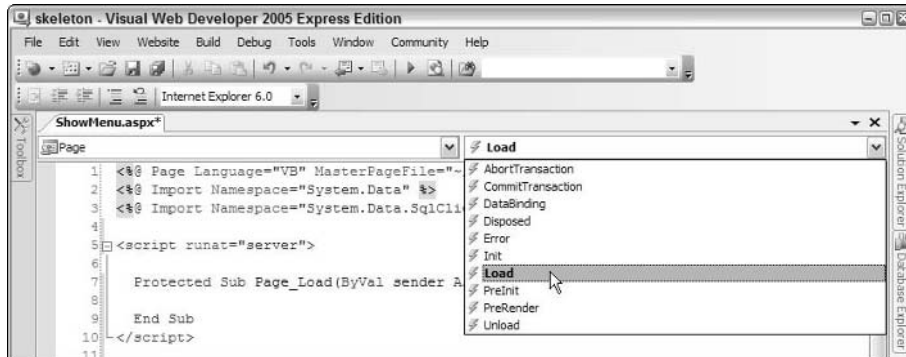 skeleton - Visual Web Developer 2005 Express Edition
File Edit View Website Build Debug Tools Window Community Help
Internet Explorer 6.0
ShowMenu.aspx*
Toolbox
Page
Load
1 <%@ Page Language="VB" MasterPageFile="~
2 <%@ Import Namespace="System.Data" %>
3 <%@ Import Namespace="System.Data.SqlCli
4
5 <script runat="server">
6
7 Protected Sub Page_Load(ByVal sender A
8
9 End Sub
10 </script>
11
AbortTransaction
CommitTransaction
DataBinding
Disposed
Error
Init
Load
PreInit
PreRender
Unload
Solution Explorer
Database Explorer